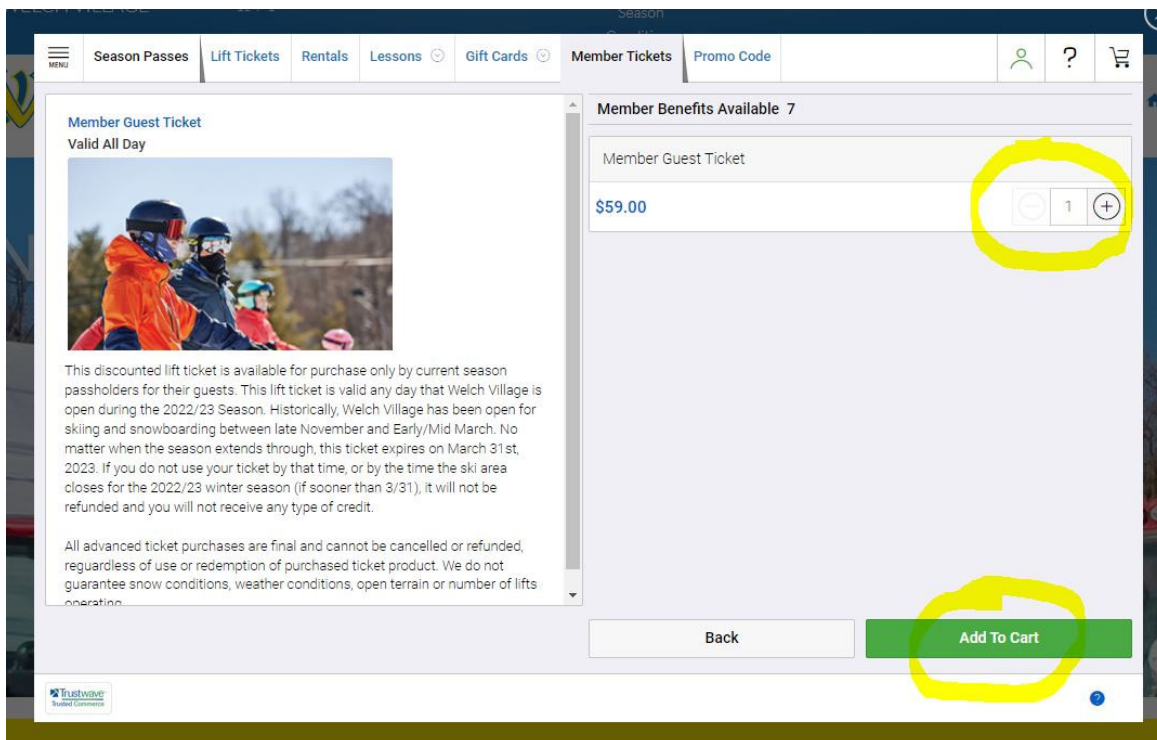 VILLAGE
Season
MENU
Season Passes
Lift Tickets
Rentals
Lessons
Gift Cards
Member Tickets
Promo Code
?
Member Guest Ticket
Valid All Day
This discounted lift ticket is available for purchase only by current season
passholders for their guests. This lift ticket is valid any day that Welch Village is
open during the 2022/23 Season. Historically, Welch Village has been open for
skiing and snowboarding between late November and Early/Mid March. No
matter when the season extends through, this ticket expires on March 31st,
2023. If you do not use your ticket by that time, or by the time the ski area
closes for the 2022/23 winter season (if sooner than 3/31), it will not be
refunded and you will not receive any type of credit.
All advanced ticket purchases are final and cannot be cancelled or refunded,
reguardless of use or redemption of purchased ticket product. We do not
guarantee snow conditions, weather conditions, open terrain or number of lifts
operating
Member Benefits Available 7
Member Guest Ticket
$59.00
1
Back
Add To Cart
Trustwave
Trusted Commerce
?